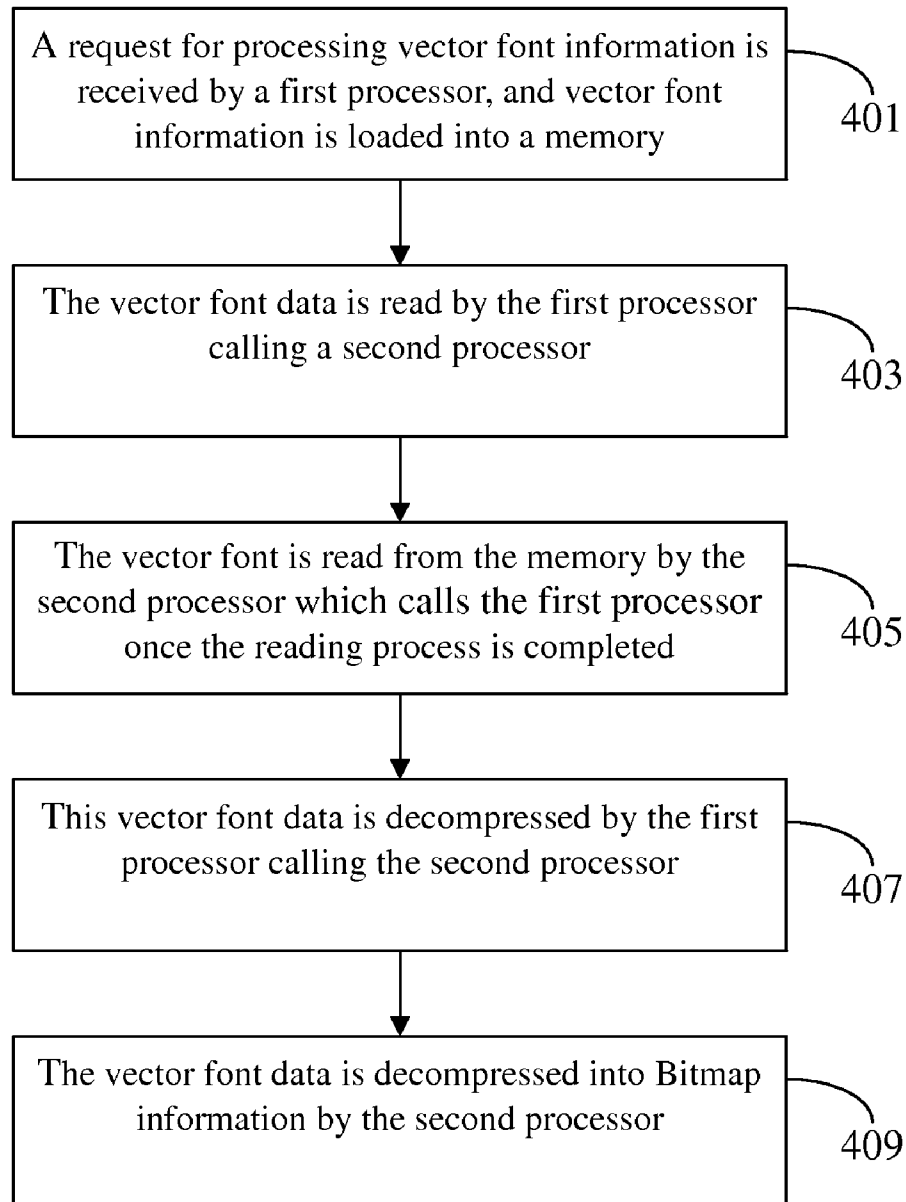 A request for processing vector font information is
received by a first processor, and vector font
information is loaded into a memory
401
The vector font data is read by the first processor
calling a second processor
403
The vector font is read from the memory by the
second processor which calls the first processor
once the reading process is completed
405
This vector font data is decompressed by the first
processor calling the second processor
407
The vector font data is decompressed into Bitmap
information by the second processor
409